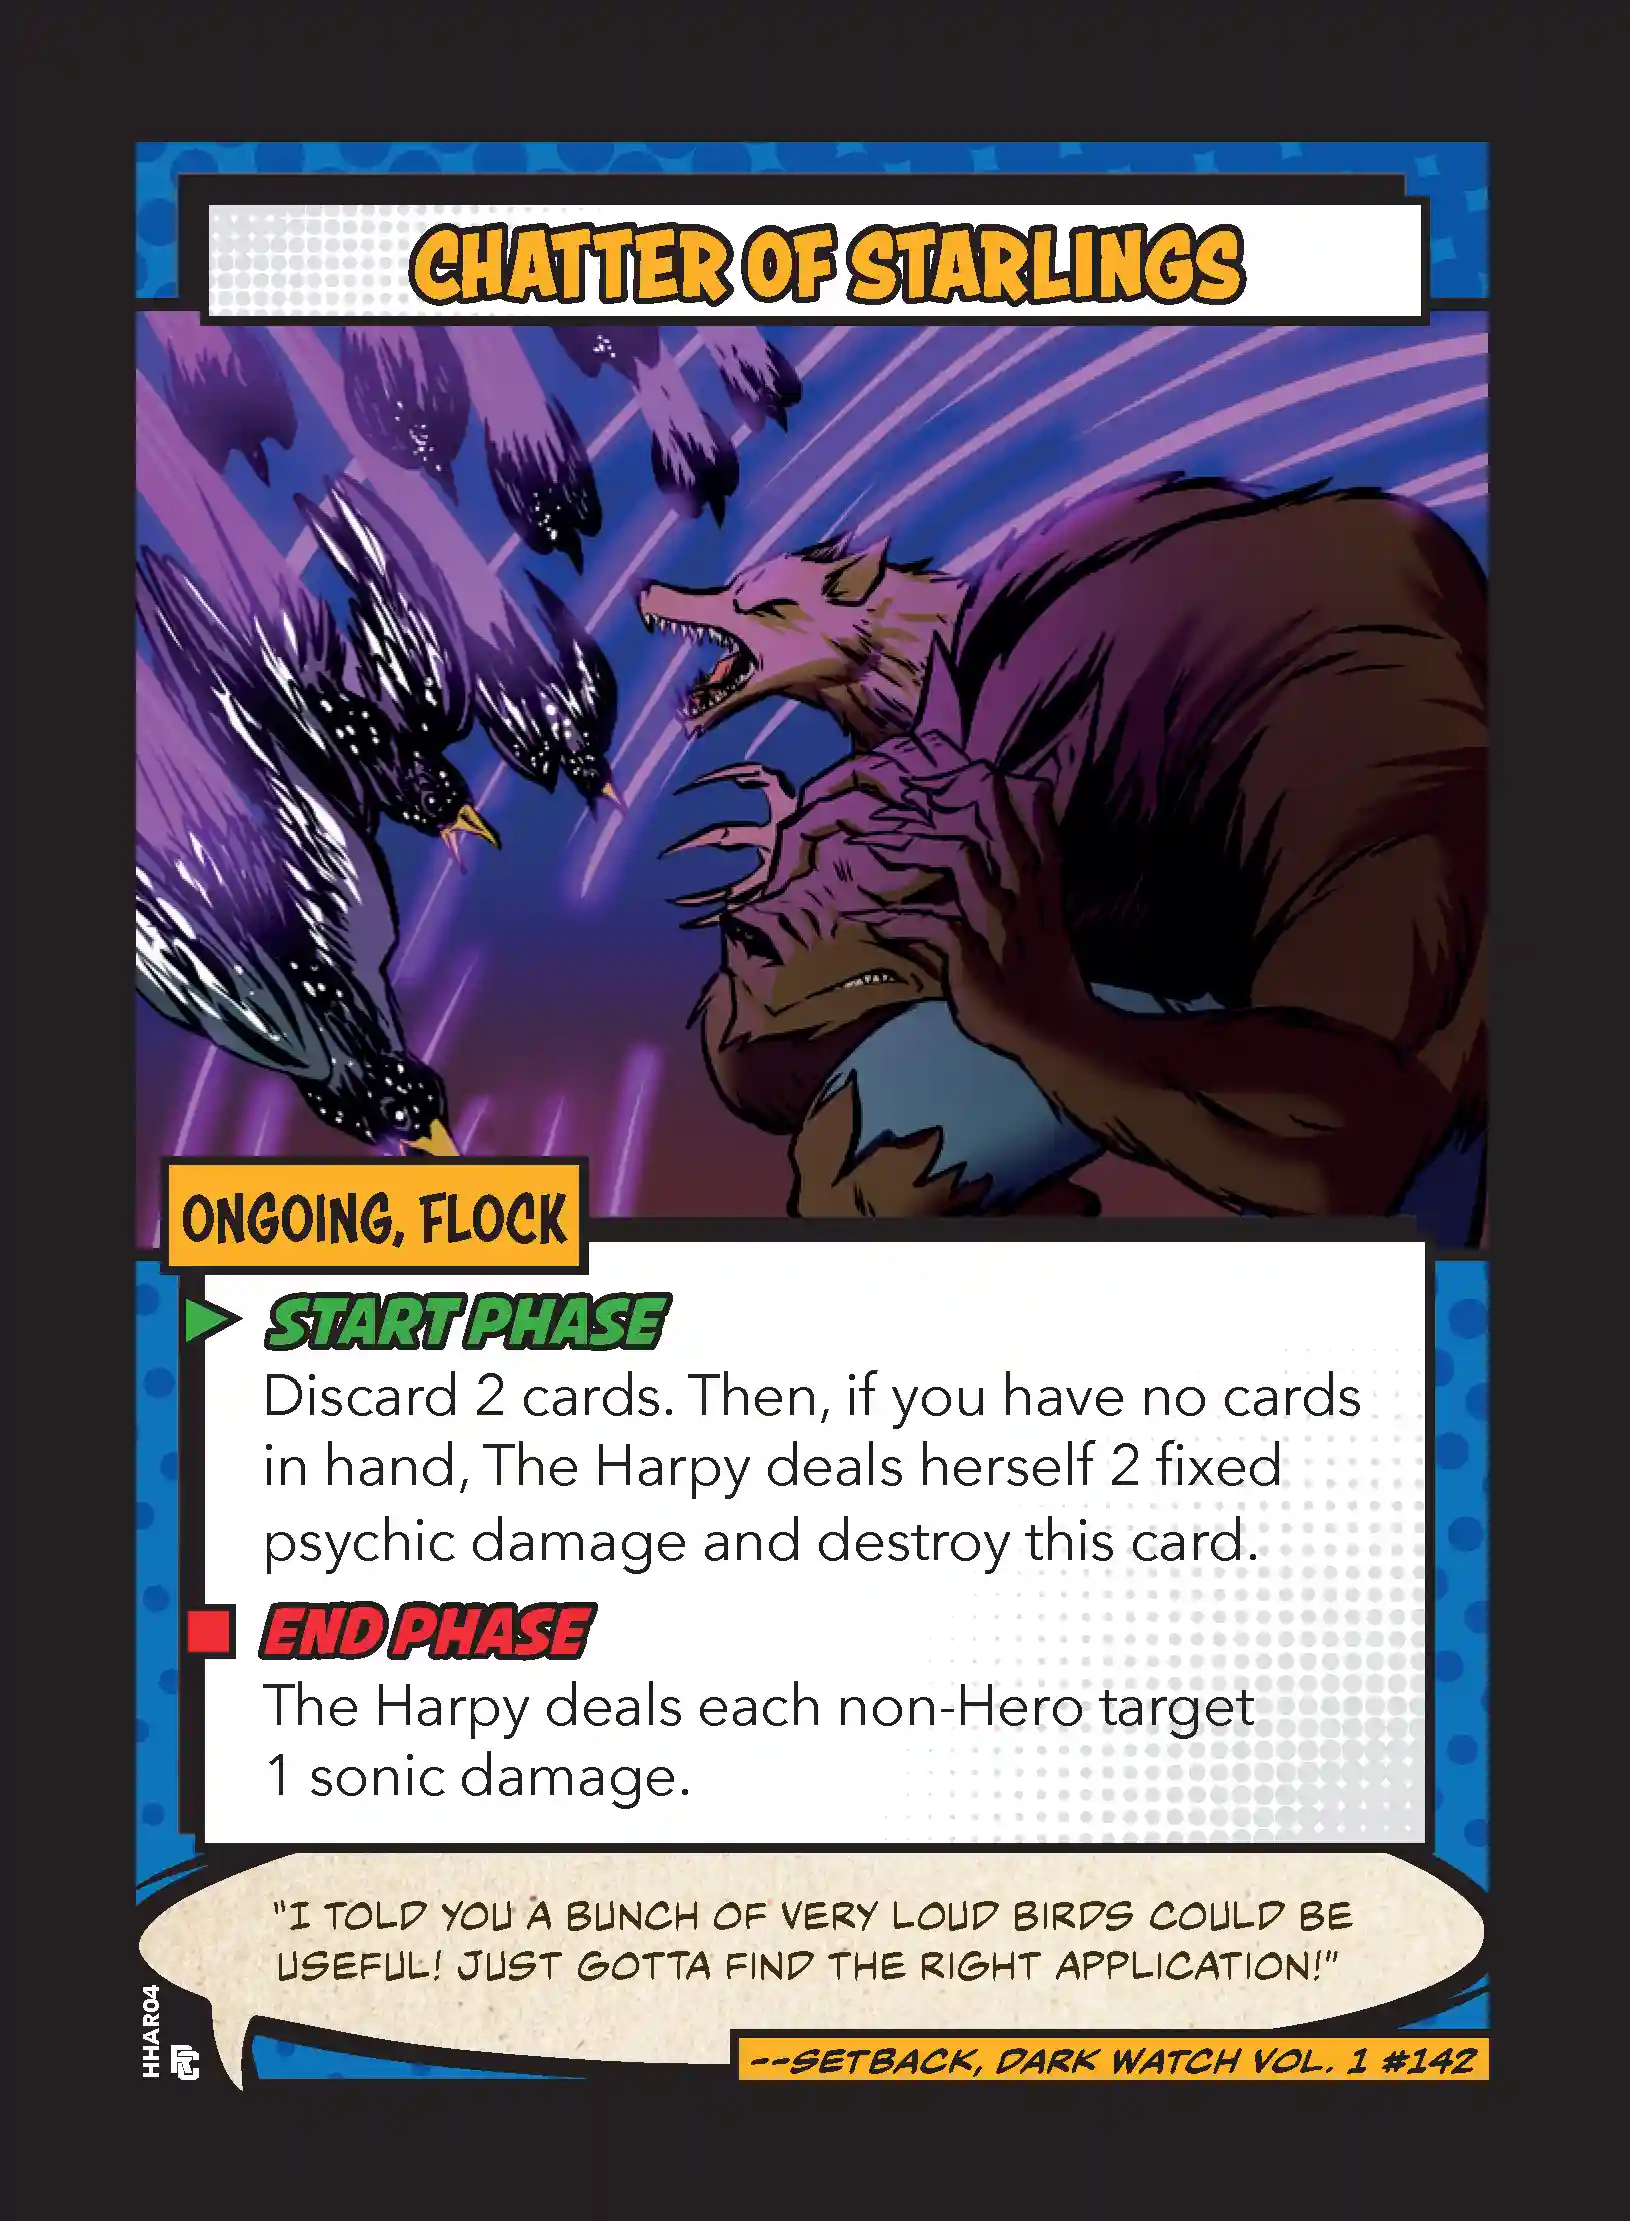 CHATTER OF STARLINGS
ONGOING, FLOCK
START PHASE
Discard 2 cards. Then, if you have no cards
in hand, The Harpy deals herself 2 fixed
psychic damage and destroy this card.
END PHASE
The Harpy deals each non-Hero target
1 sonic damage.
"I TOLD YOU A BUNCH OF VERY LOUD BIRDS COULD BE
USEFUL! JUST GOTTA FIND THE RIGHT APPLICATION!"
--SETBACK, DARK WATCH VOL. 1 #142
HHAR04